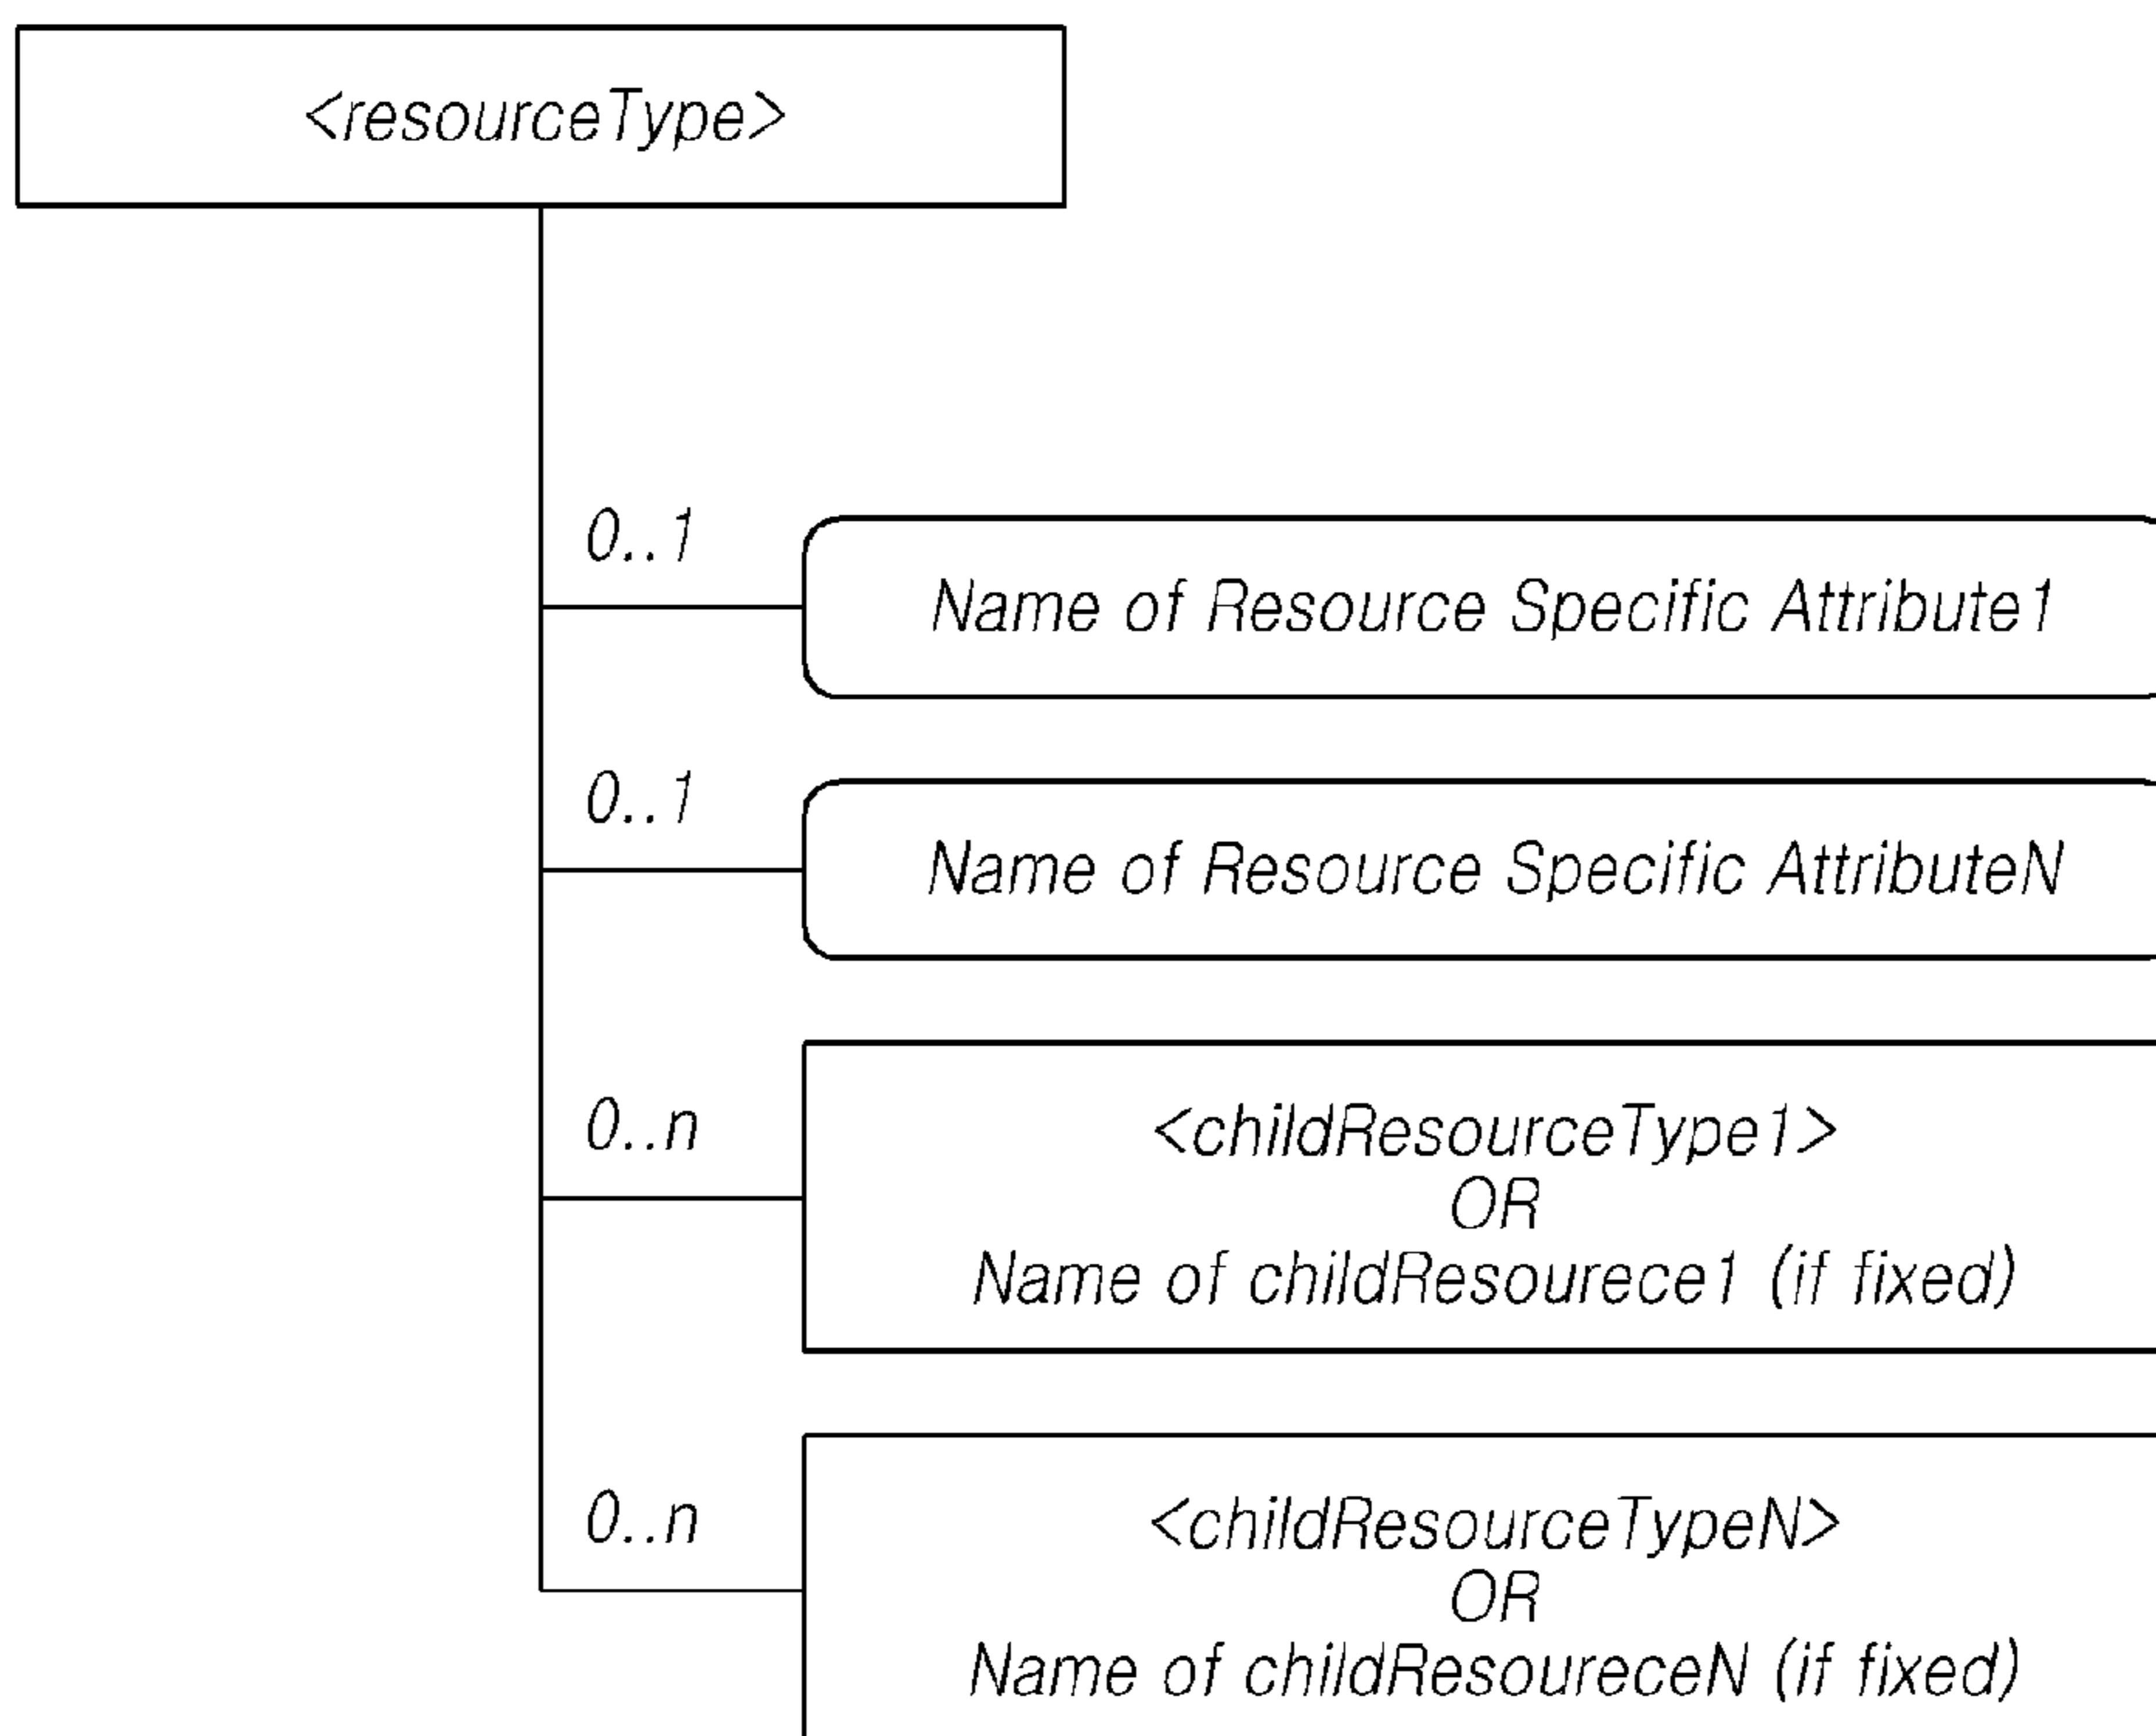 <resourceType>
0..1
Name of Resource Specific Attribute1
0..1
Name of Resource Specific AttributeN
0..n
<childResourceType1>
OR
Name of childResourece1 (if fixed)
0..n
<childResourceTypeN>
OR
Name of childResoureceN (if fixed)